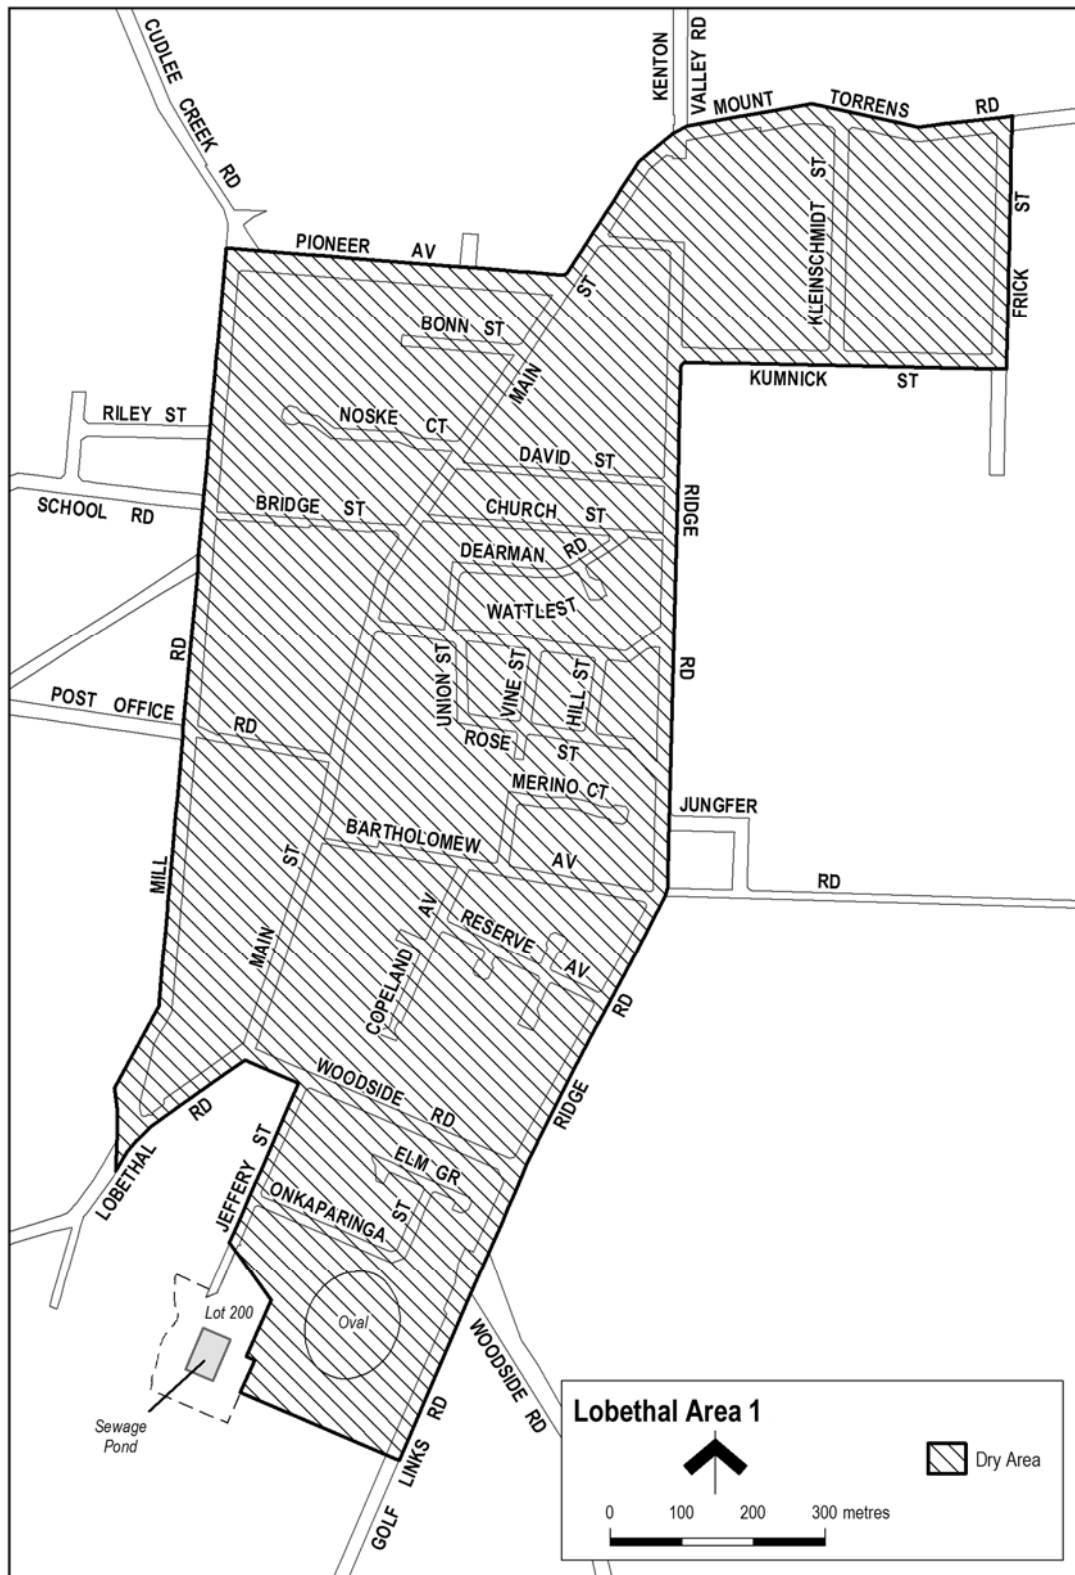 CUDLEE CREEK RD
KENTON
VALLEY RD
MOUNT TORRENS RD
PIONEER AV
KLEINSCHMIDT ST
FRICK ST
BONN ST
MAIN ST
KUMNICK ST
RILEY ST
NOSKE CT
DAVID ST
SCHOOL RD
BRIDGE ST
CHURCH ST
RIDGE RD
DEARMAN RD
WATTLE ST
UNION ST
VINE ST
HILL ST
POST OFFICE RD
ROSE ST
MERINO CT
JUNGFER RD
BARTHOLOMEW AV
MILL RD
MAIN ST
COPELAND AV
RESERVE AV
RIDGE RD
WOODSIDE RD
LOBETHAL RD
JEFFERY ST
ELM GR
ONKAPARINGA ST
Lot 200
Oval
WOODSIDE RD
Sewage
Pond
GOLF LINKS RD
Lobethal Area 1
Dry Area
0 100 200 300 metres